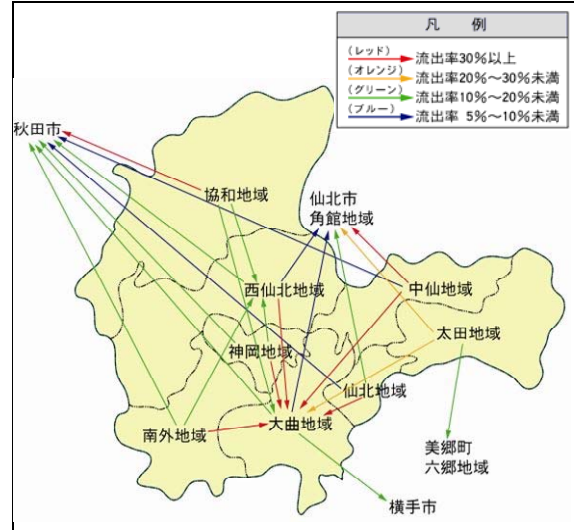 凡 例
(レッド)
流出率30%以上
(オレンジ)
流出率20%～30%未満
(グリーン)
流出率10%～20%未満
(ブルー)
流出率 5%～10%未満
秋田市
協和地域
仙北市
角館地域
西仙北地域
中仙地域
太田地域
神岡地域
仙北地域
南外地域
大曲地域
美郷町
六郷地域
横手市